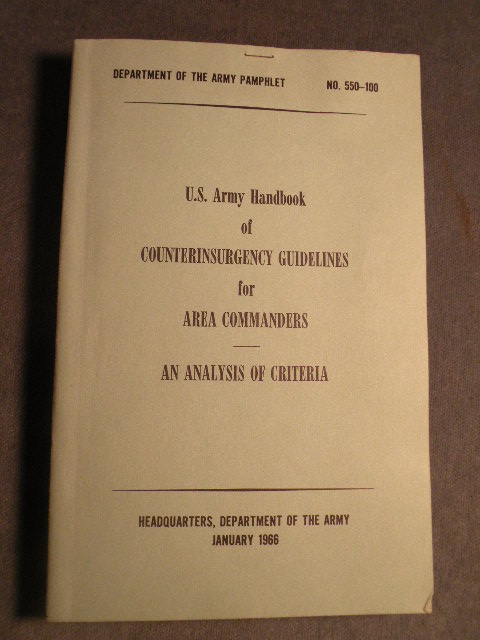 DEPARTMENT OF THE ARMY PAMPHLET NO. 550-100
U.S. Army Handbook
of
COUNTERINSURGENCY GUIDELINES
for
AREA COMMANDERS
AN ANALYSIS OF CRITERIA
HEADQUARTERS, DEPARTMENT OF THE ARMY
JANUARY 1966